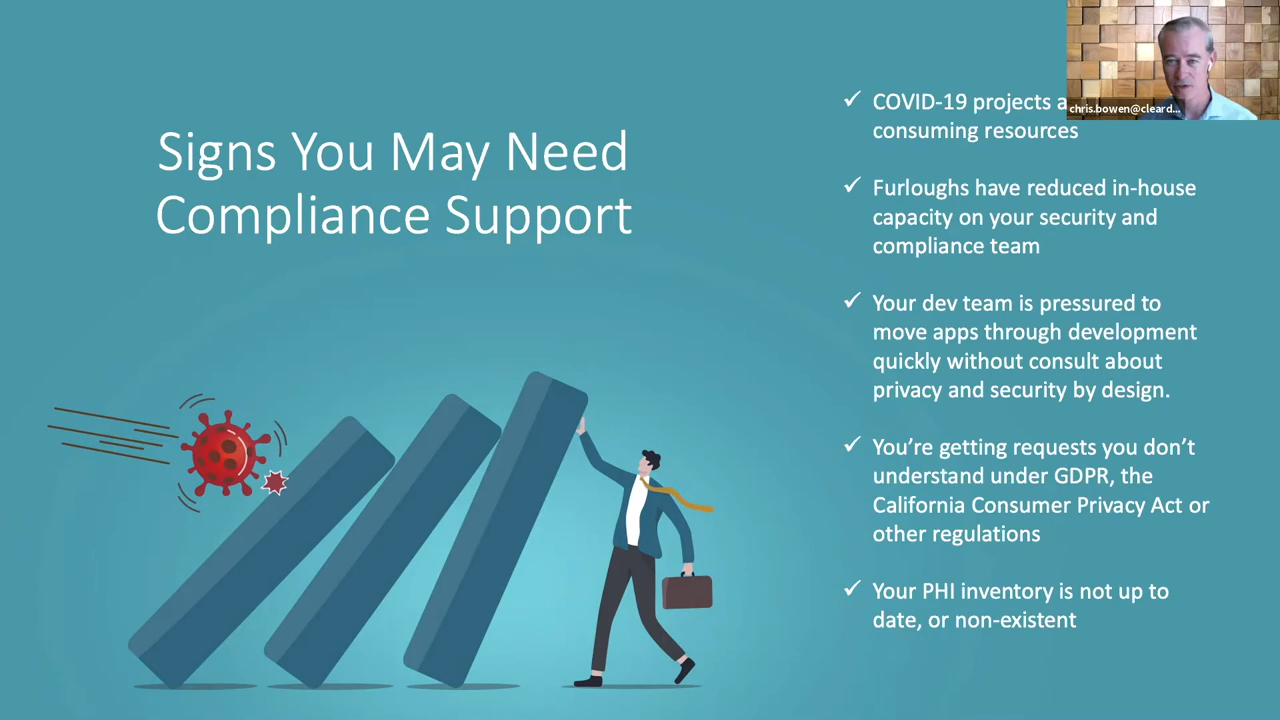 Signs You May Need
Compliance Support
✓ COVID-19 projects a
consuming resources
✓ Furloughs have reduced in-house
capacity on your security and
compliance team
✓ Your dev team is pressured to
move apps through development
quickly without consult about
privacy and security by design.
✓ You’re getting requests you don’t
understand under GDPR, the
California Consumer Privacy Act or
other regulations
✓ Your PHI inventory is not up to
date, or non-existent
chris.bowen@cleard...